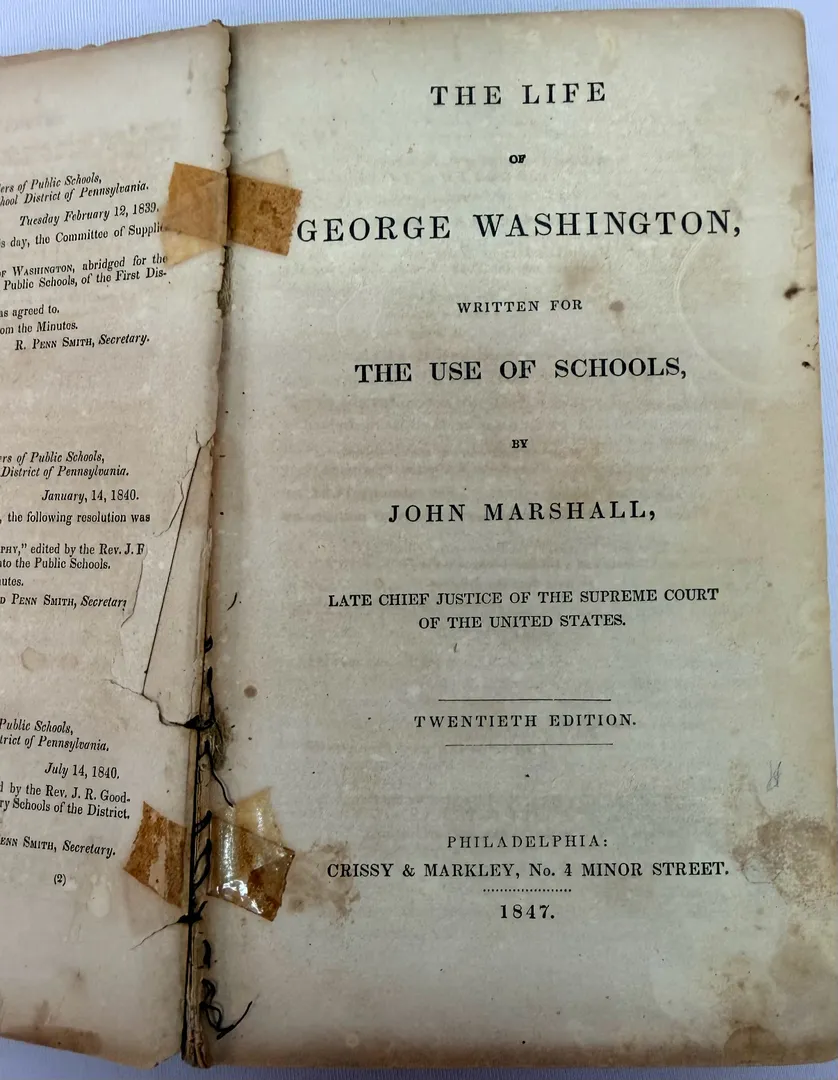 ers of Public Schools,
hool District of Pennsylvania.
Tuesday February 12, 1839.
s day, the Committee of Suppli
OF WASHINGTON, abridged for the
Public Schools, of the First Dis-
as agreed to.
om the Minutes.
R. PENN SMITH, Secretary.
rs of Public Schools,
District of Pennsylvania.
January, 14, 1840.
, the following resolution was
PHY," edited by the Rev. J. F
to the Public Schools.
utes.
D PENN SMITH, Secretary
Public Schools,
trict of Pennsylvania.
July 14, 1840.
d by the Rev. J. R. Good-
ry Schools of the District.
ENN SMITH, Secretary.
(2)
THE LIFE
OF
GEORGE WASHINGTON,
WRITTEN FOR
THE USE OF SCHOOLS,
BY
JOHN MARSHALL,
LATE CHIEF JUSTICE OF THE SUPREME COURT
OF THE UNITED STATES.
TWENTIETH EDITION.
PHILADELPHIA:
CRISSY & MARKLEY, No. 4 MINOR STREET.
1847.